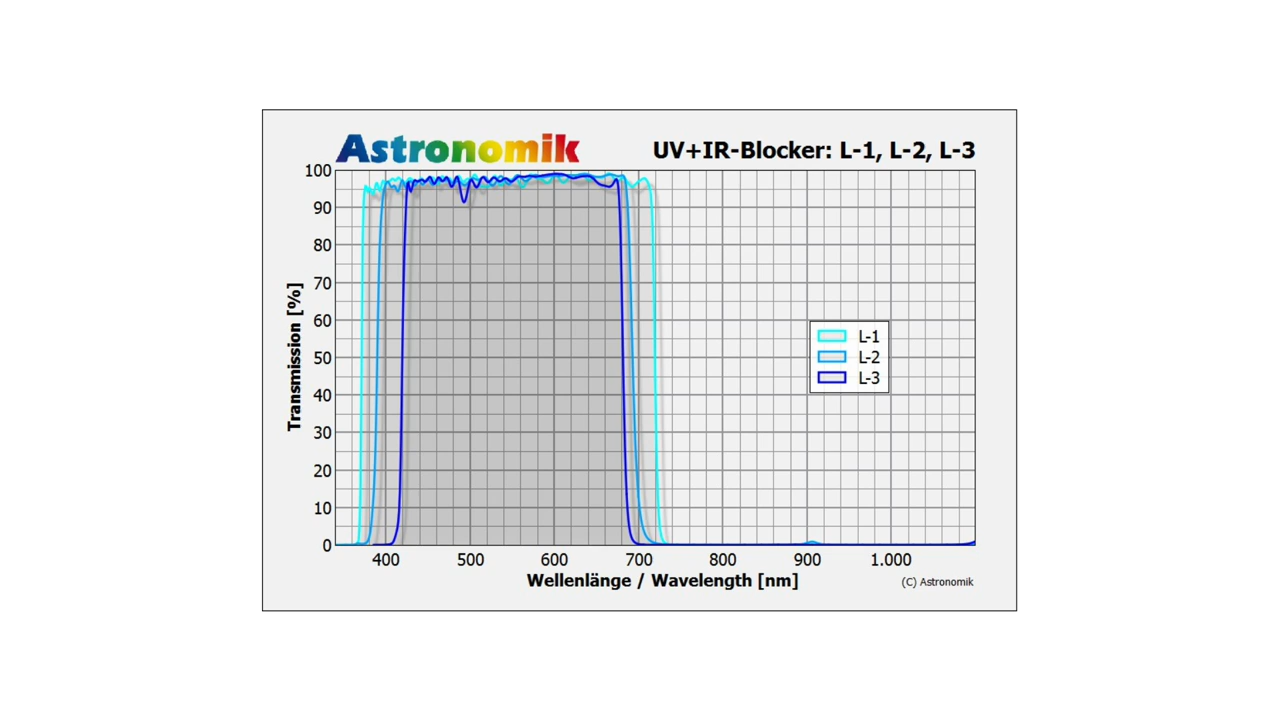 Astronomik
UV+IR-Blocker: L-1, L-2, L-3
100
90
80
70
60
50
40
30
20
10
0
Transmission [%]
L-1
L-2
L-3
400 500 600 700 800 900 1.000
Wellenlänge / Wavelength [nm]
(C) Astronomik